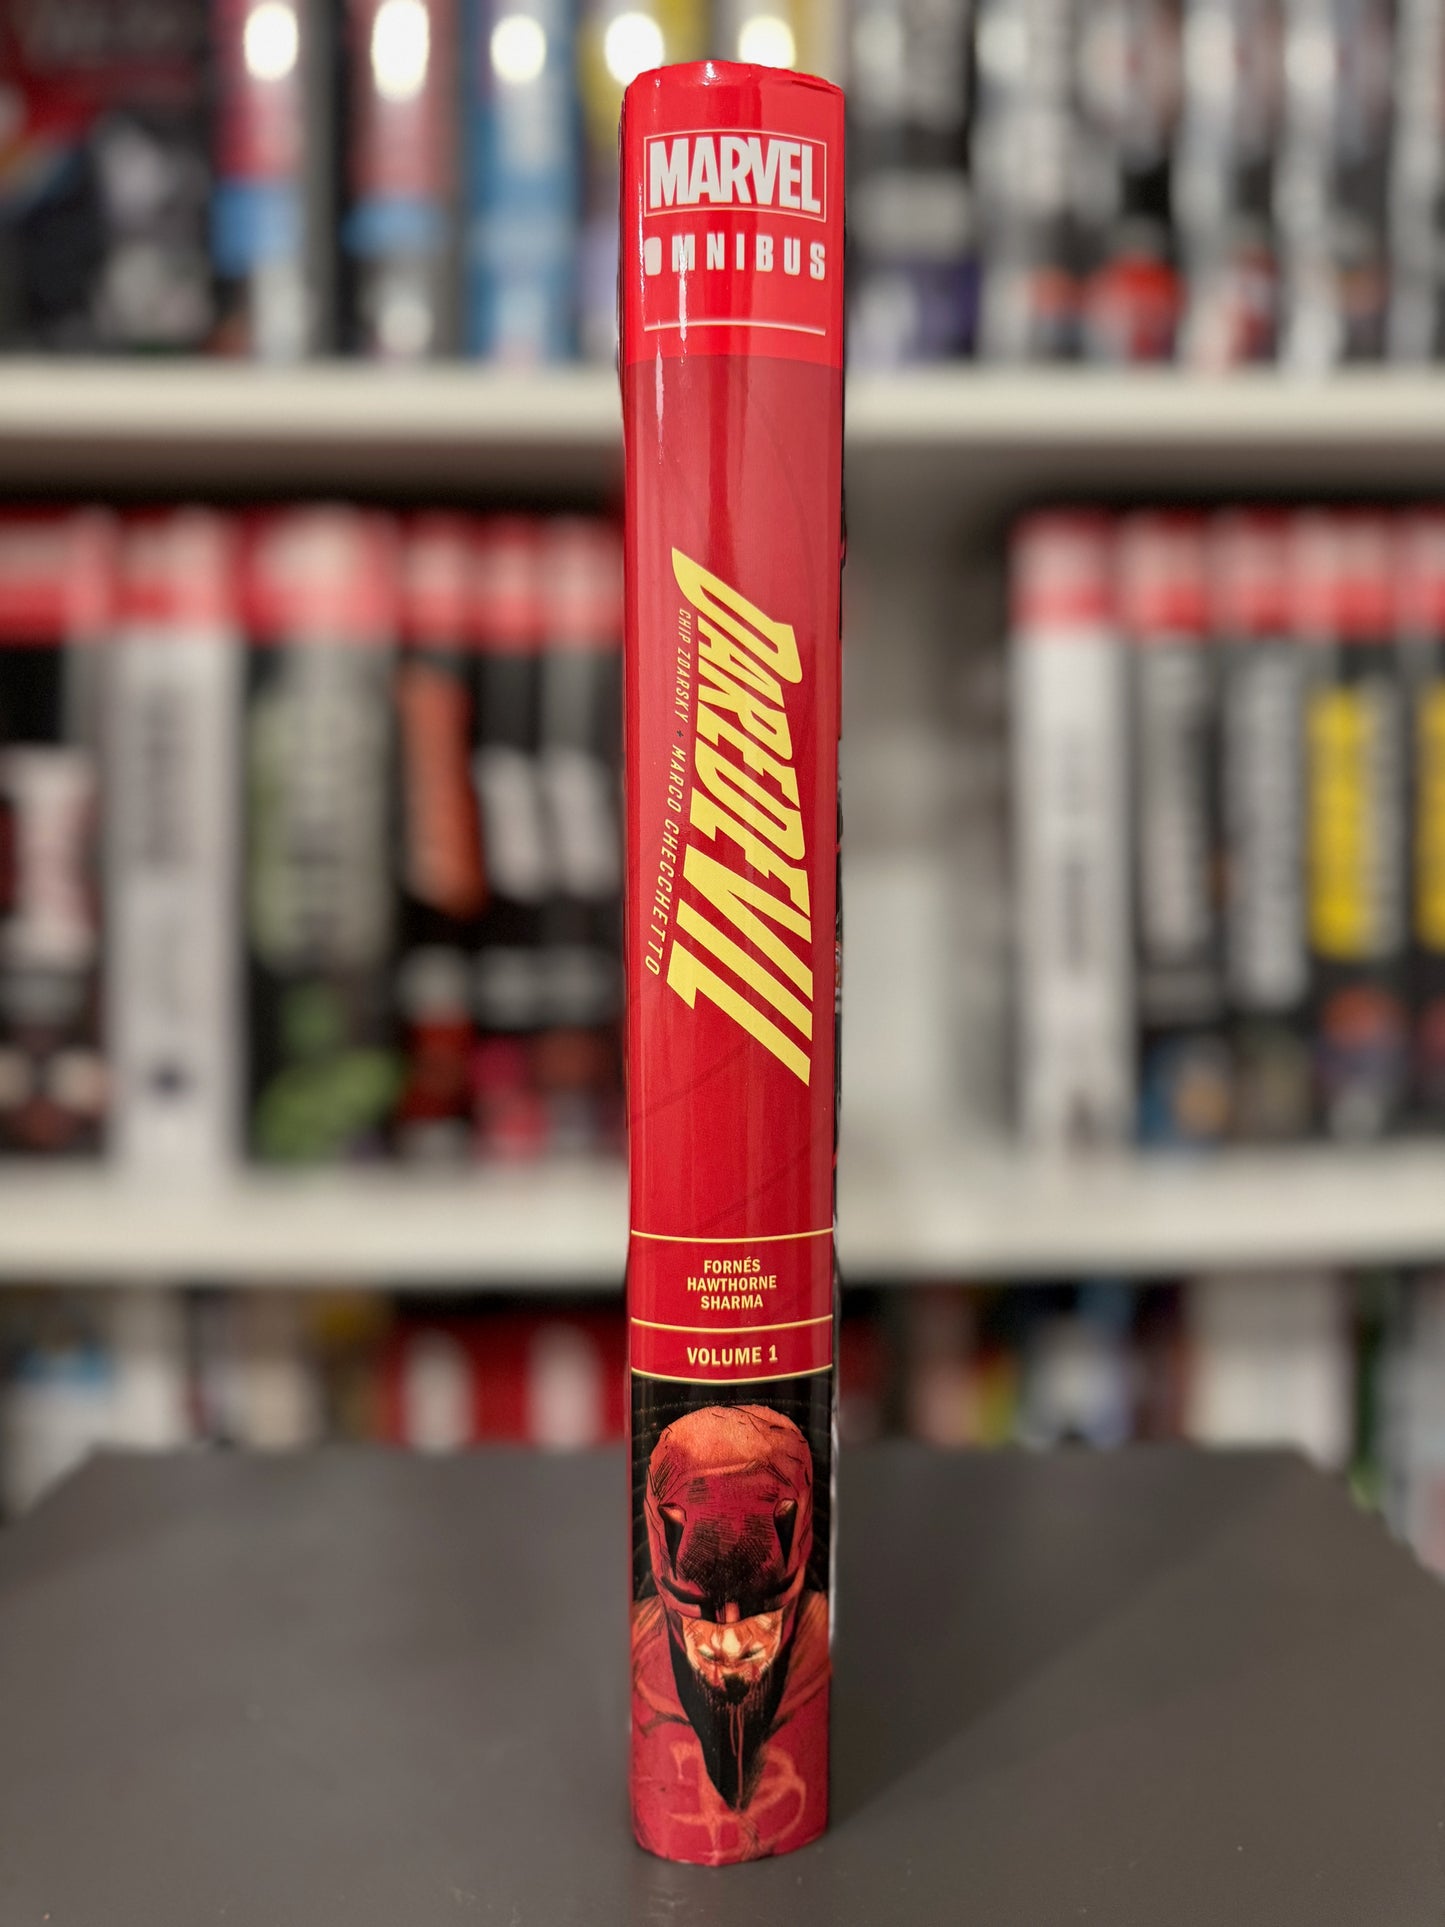 MARVEL
OMNIBUS
DAREDEVIL
CHIP ZDARSKY + MARCO CHECCHETTO
FORNÉS
HAWTHORNE
SHARMA
VOLUME 1